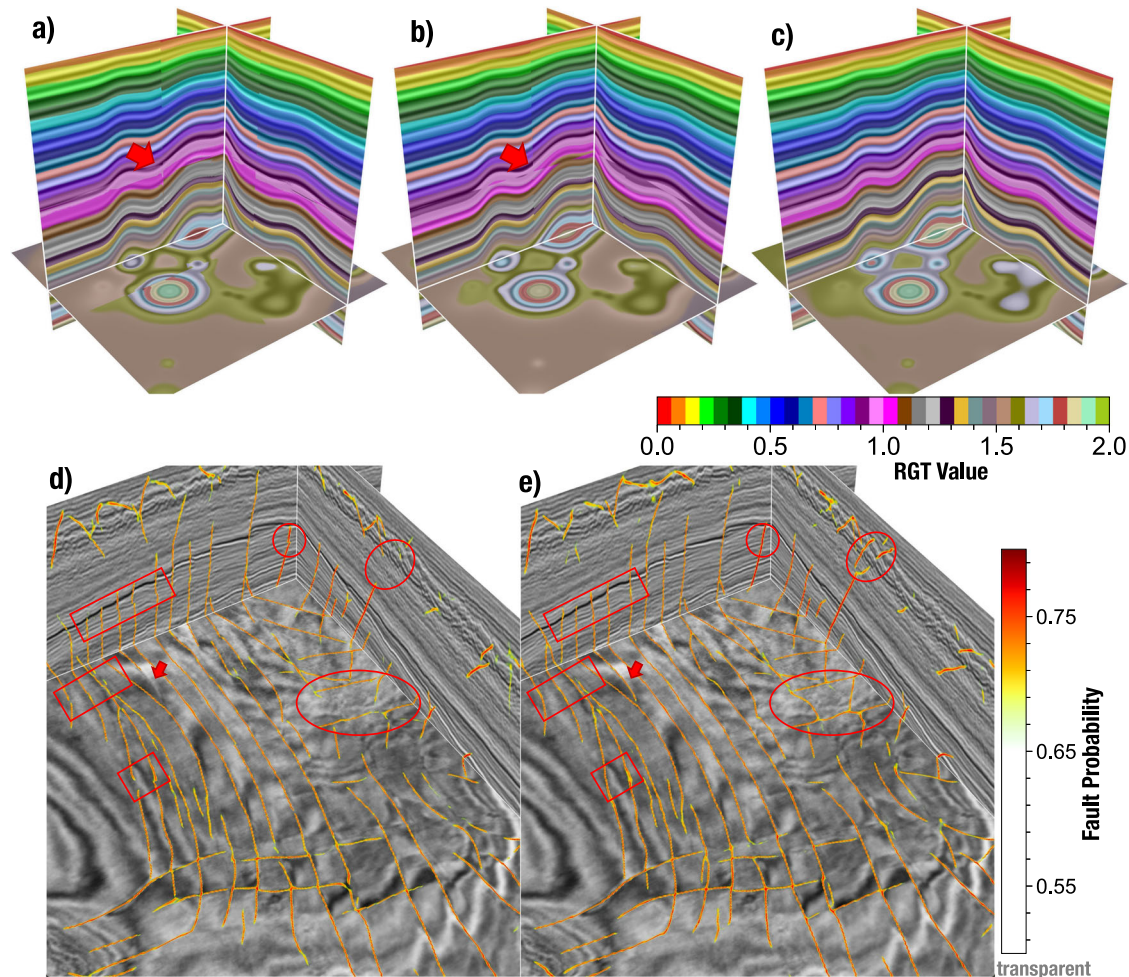 a)
b)
c)
0.0
0.5
1.0
1.5
2.0
RGT Value
d)
e)
0.75
0.65
0.55
Fault Probability
transparent